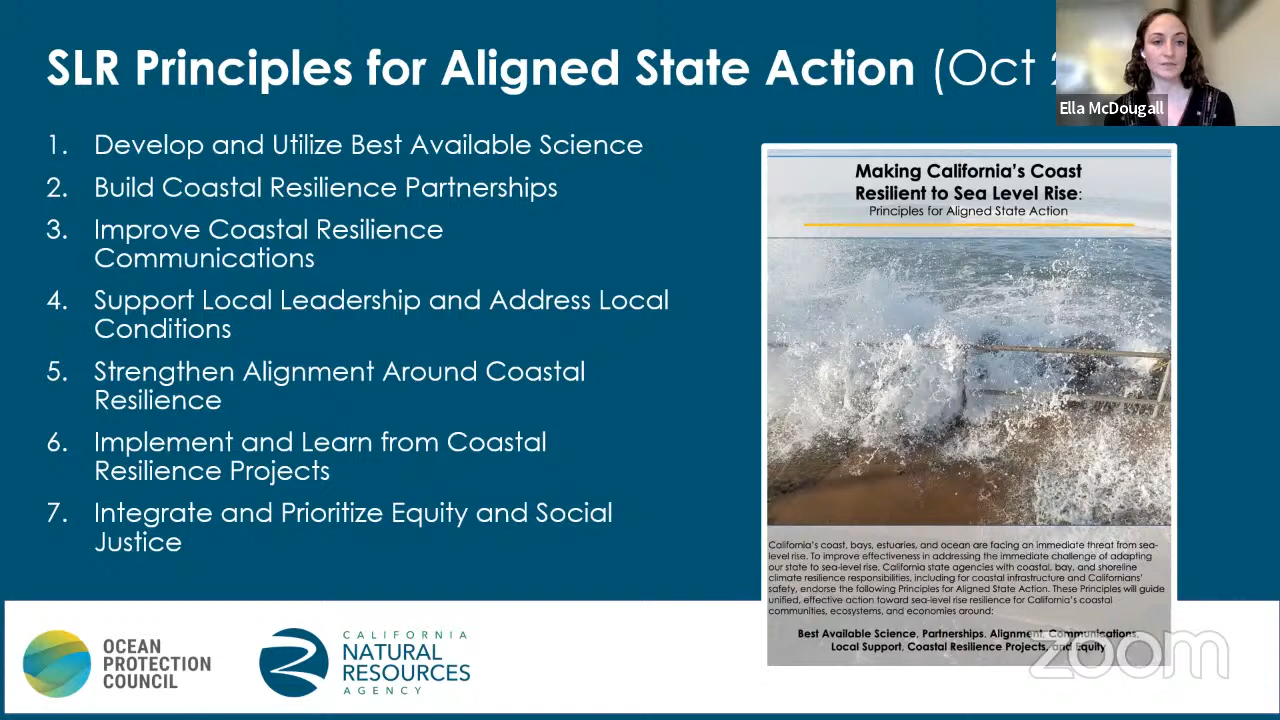 SLR Principles for Aligned State Action (Oct
Ella McDougall
1. Develop and Utilize Best Available Science
2. Build Coastal Resilience Partnerships
3. Improve Coastal Resilience
Communications
4. Support Local Leadership and Address Local
Conditions
5. Strengthen Alignment Around Coastal
Resilience
6. Implement and Learn from Coastal
Resilience Projects
7. Integrate and Prioritize Equity and Social
Justice
Making California's Coast
Resilient to Sea Level Rise:
Principles for Aligned State Action
California's coast, bays, estuaries, and ocean are facing an immediate threat from sea-
level rise. To improve effectiveness in addressing the immediate challenge of adapting
our state to sea-level rise, California state agencies with coastal, bay, and shoreline
climate resilience responsibilities, including for coastal infrastructure and Californians'
safety, endorse the following Principles for Aligned State Action. These Principles will guide
unified, effective action toward sea-level rise resilience for California's coastal
communities, ecosystems, and economies around:
Best Available Science, Partnerships, Alignment, Communications,
Local Support, Coastal Resilience Projects, and Equity
OCEAN
PROTECTION
COUNCIL
CALIFORNIA
NATURAL
RESOURCES
AGENCY
zoom